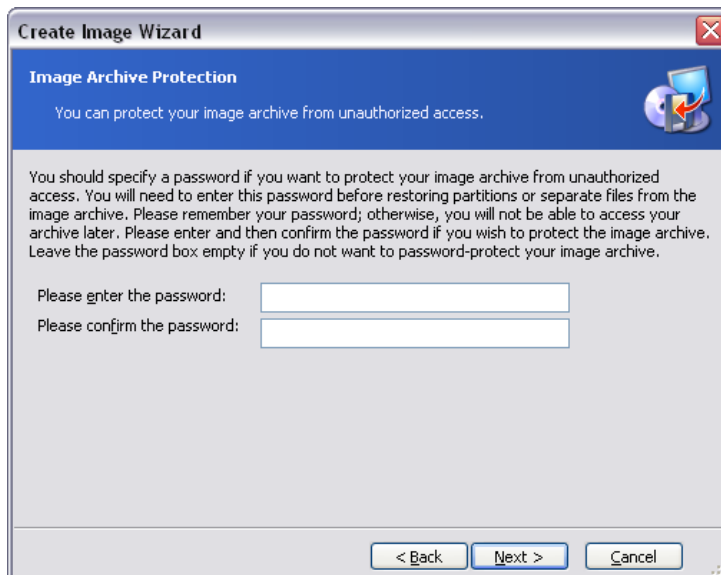 Create Image Wizard
Image Archive Protection
You can protect your image archive from unauthorized access.
You should specify a password if you want to protect your image archive from unauthorized
access. You will need to enter this password before restoring partitions or separate files from the
image archive. Please remember your password; otherwise, you will not be able to access your
archive later. Please enter and then confirm the password if you wish to protect the image archive.
Leave the password box empty if you do not want to password-protect your image archive.
Please enter the password:
Please confirm the password:
< Back Next > Cancel